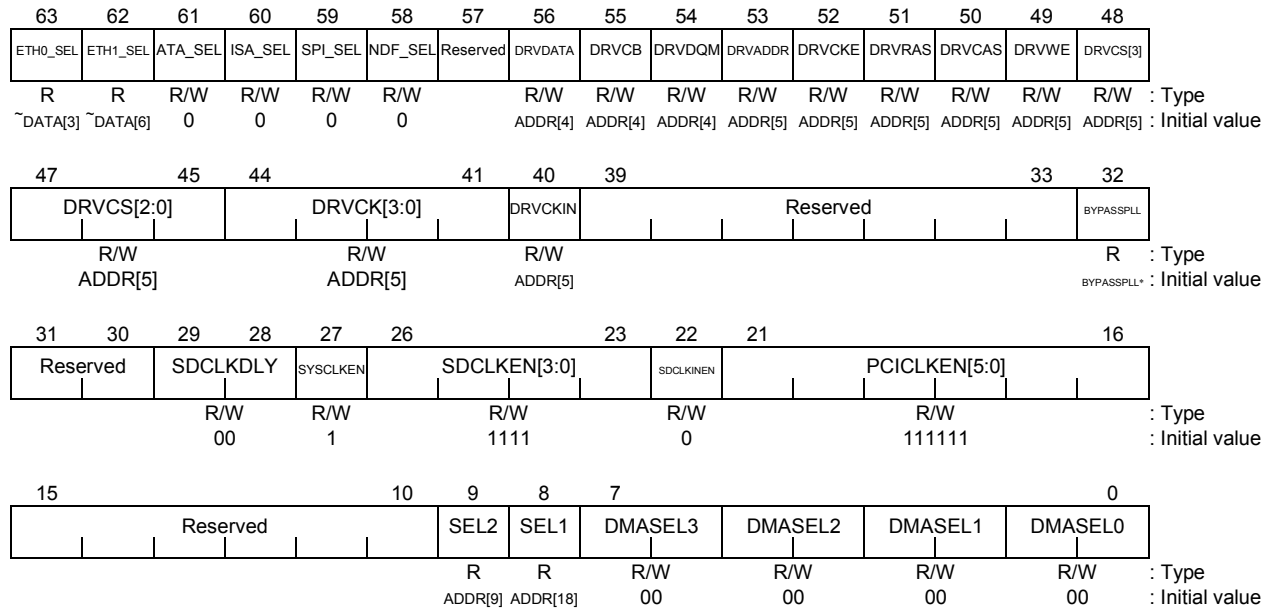 63 62 61 60 59 58 57 56 55 54 53 52 51 50 49 48
ETH0_SEL ETH1_SEL ATA_SEL ISA_SEL SPI_SEL NDF_SEL Reserved DRVDATA DRVCB DRVDQM DRVADDR DRVCKE DRVRAS DRVCAS DRVWE DRVCS[3]
R R R/W R/W R/W R/W R/W R/W R/W R/W R/W R/W R/W R/W R/W : Type
~DATA[3] ~DATA[6] 0 0 0 0 ADDR[4] ADDR[4] ADDR[4] ADDR[5] ADDR[5] ADDR[5] ADDR[5] ADDR[5] ADDR[5] : Initial value
47 45 44 41 40 39 33 32
DRVCS[2:0] DRVCK[3:0] DRVCKIN Reserved BYPASSPLL
R/W R/W R/W R : Type
ADDR[5] ADDR[5] ADDR[5] BYPASSPLL* : Initial value
31 30 29 28 27 26 23 22 21 16
Reserved SDCLKDLY SYSCLKEN SDCLKEN[3:0] SDCLKINEN PCICLKEN[5:0]
R/W R/W R/W R/W R/W : Type
00 1 1111 0 111111 : Initial value
15 10 9 8 7 0
Reserved SEL2 SEL1 DMASEL3 DMASEL2 DMASEL1 DMASEL0
R R R/W R/W R/W R/W : Type
ADDR[9] ADDR[18] 00 00 00 00 : Initial value